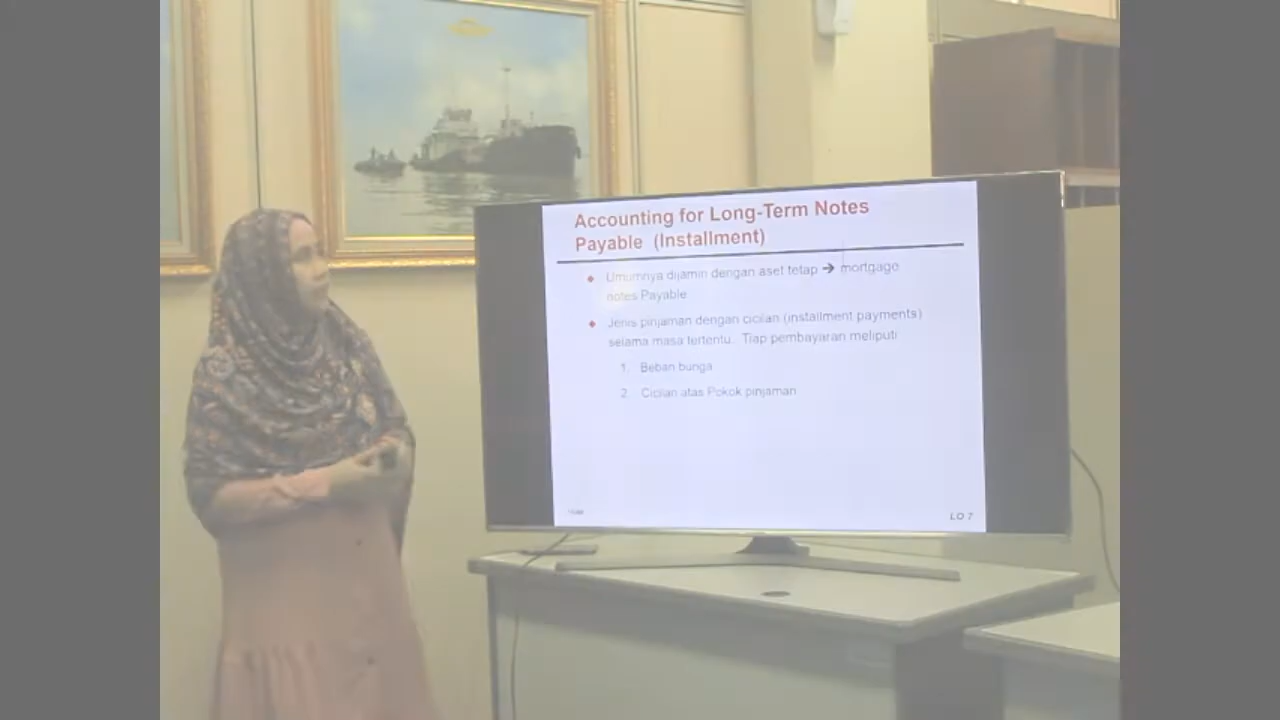 Accounting for Long-Term Notes
Payable (Installment)
Umumnya dijamin dengan aset tetap ➔ mortgage
notes Payable
Jenis pinjaman dengan cicilan (installment payments)
selama masa tertentu. Tiap pembayaran meliputi
1. Beban bunga
2. Cicilan atas Pokok pinjaman
LO 7